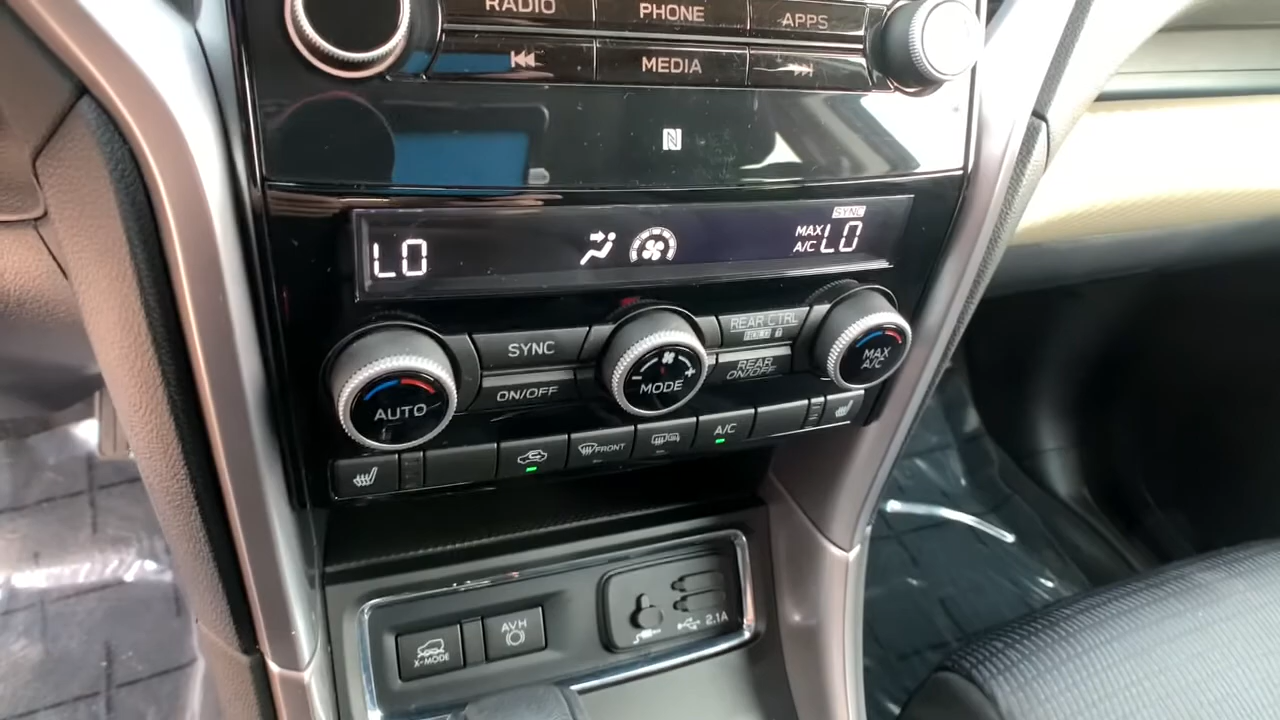 RADIO
PHONE
APPS
MEDIA
N
LO
SYNC
MAX
A/C
LO
SYNC
REAR CTRL
AUTO
ON/OFF
MODE
- +
REAR
ON/OFF
MAX
A/C
FRONT
A/C
X-MODE
AVH
2.1A